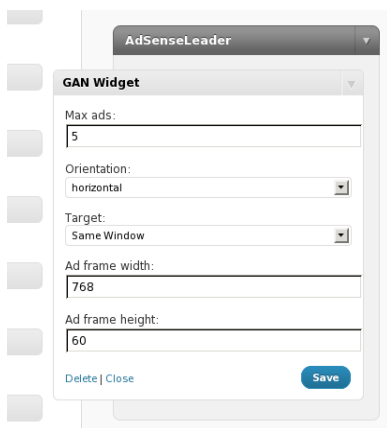 AdSenseLeader
GAN Widget
Max ads:
5
Orientation:
horizontal
Target:
Same Window
Ad frame width:
768
Ad frame height:
60
Delete | Close
Save